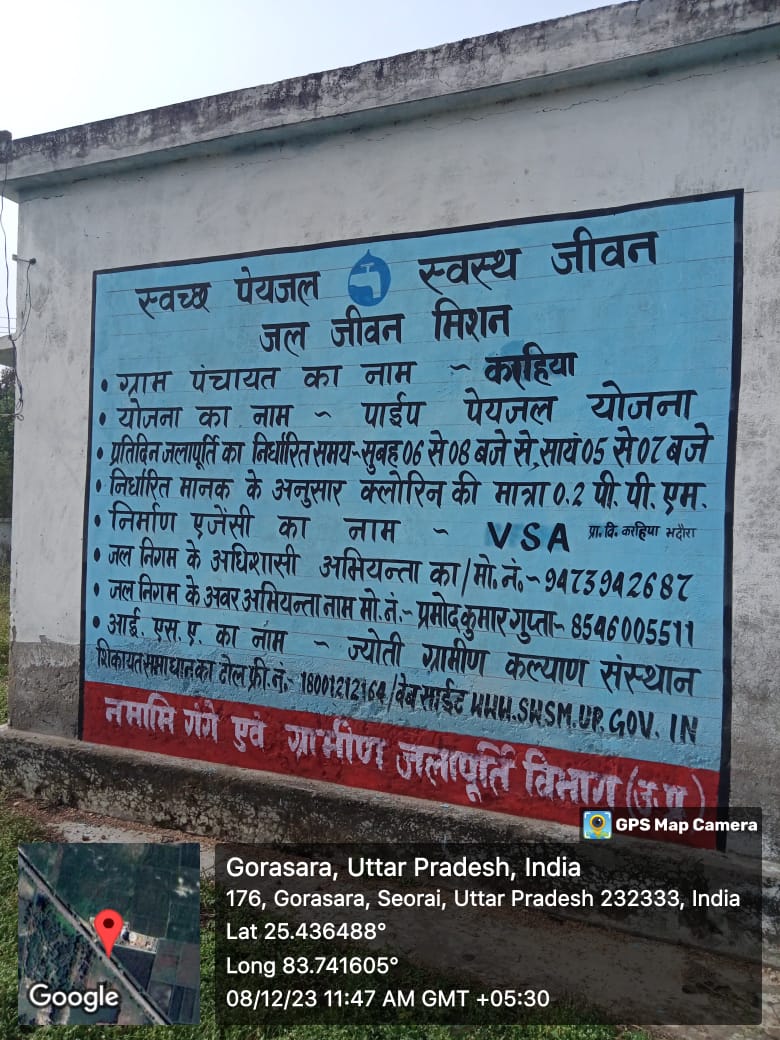 स्वच्छ पेयजल स्वस्थ जीवन
जल जीवन मिशन
• ग्राम पंचायत का नाम ~ करहिया
• योजना का नाम ~ पाईप पेयजल योजना
• प्रतिदिन जलापूर्ति का निर्धारित समय-सुबह 06 से 08 बजे से, सायं 05 से 07 बजे
• निर्धारित मानक के अनुसार क्लोरिन की मात्रा 0.2 पी. पी. एम.
• निर्माण एजेंसी का नाम ~ VSA प्रा. वि. करहिया भदौरा
• जल निगम के अधिशासी अभियन्ता का/मो. नं.-9473942687
• जल निगम के अवर अभियन्ता नाम मो. नं.- प्रमोद कुमार गुप्ता- 8546005511
• आई. एस. ए. का नाम ~ ज्योती ग्रामीण कल्याण संस्थान
शिकायत समाधान का टोल फ्री नं.- 18001212164/वेबसाईट WWW.SWSM.UP.GOV.IN
नमामि गंगे एवं ग्रामीण जलापूर्ति विभाग (उ.प्र.)
GPS Map Camera
Gorasara, Uttar Pradesh, India
176, Gorasara, Seorai, Uttar Pradesh 232333, India
Lat 25.436488°
Long 83.741605°
08/12/23 11:47 AM GMT +05:30
Google